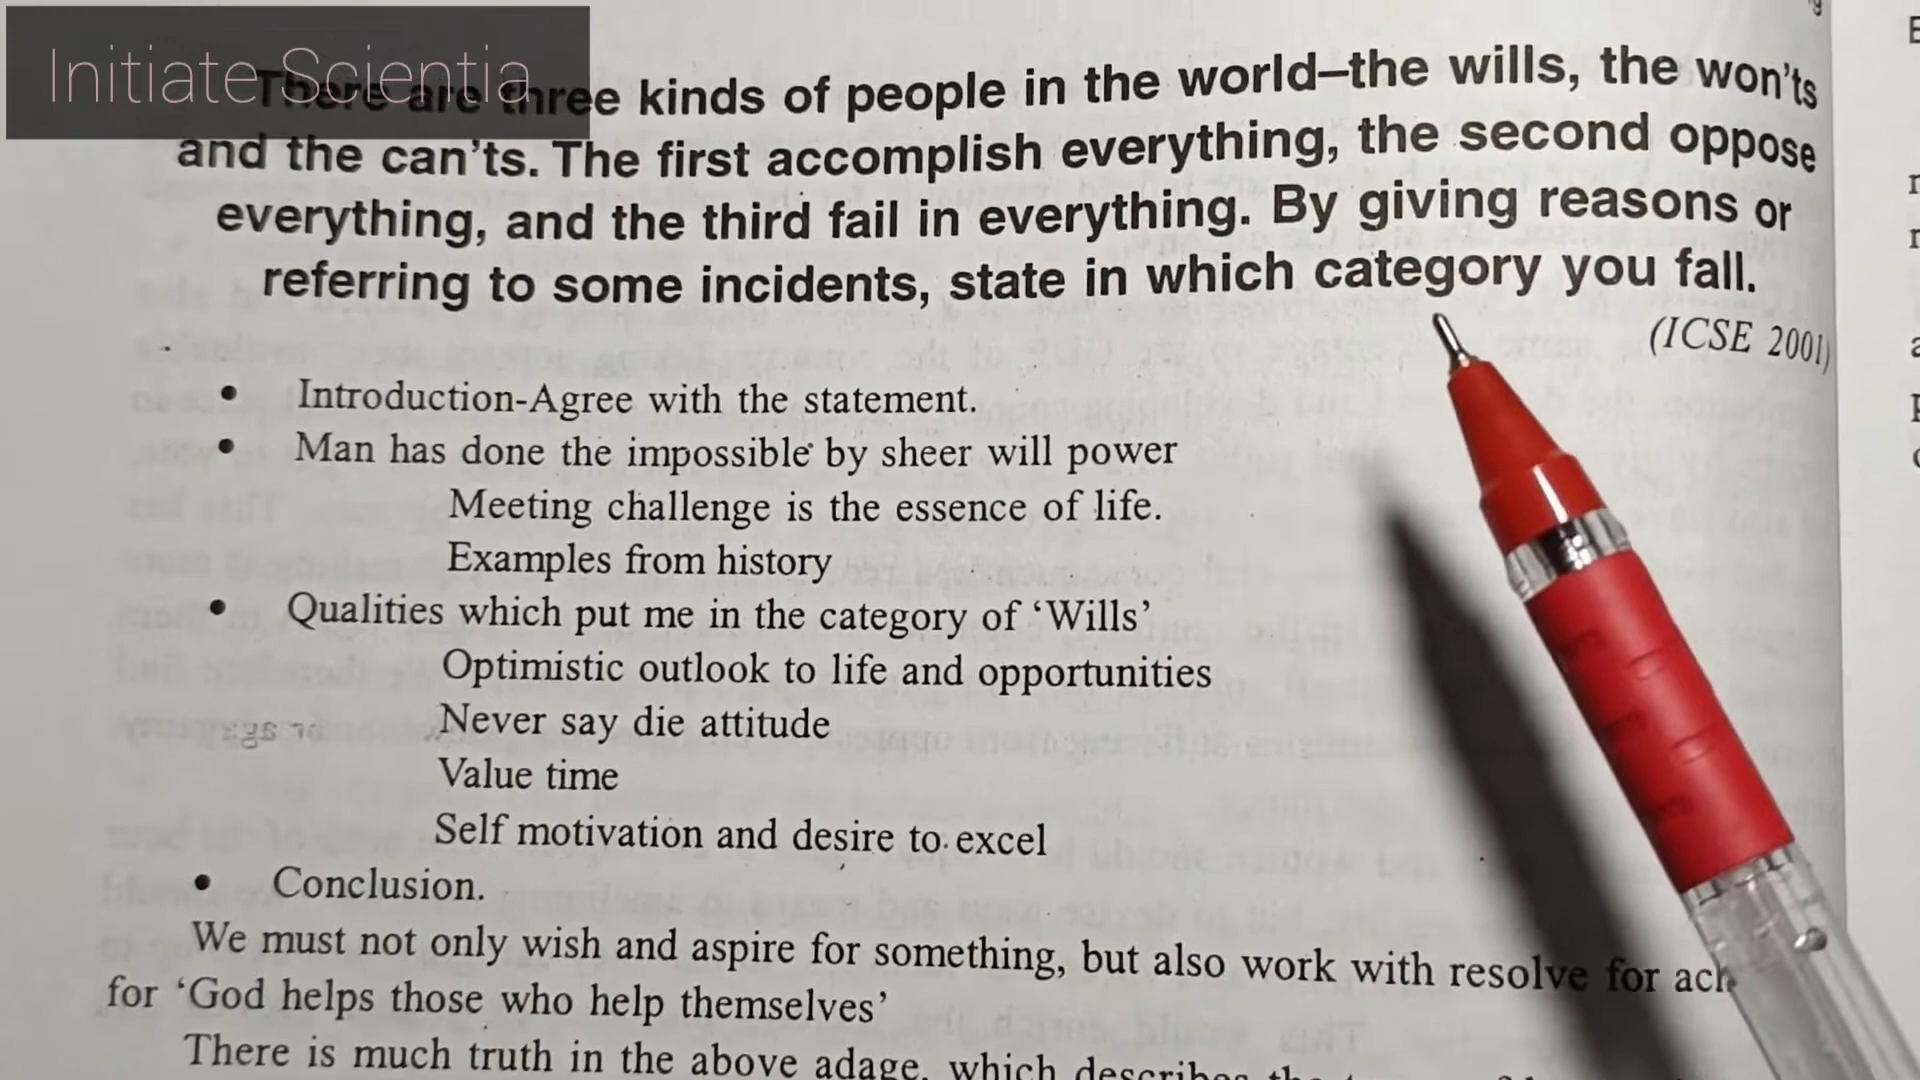 Initiate Scientia
There are three kinds of people in the world–the wills, the won'ts
and the can'ts. The first accomplish everything, the second oppose
everything, and the third fail in everything. By giving reasons or
referring to some incidents, state in which category you fall.
(ICSE 2001)
• Introduction-Agree with the statement.
• Man has done the impossible by sheer will power
Meeting challenge is the essence of life.
Examples from history
• Qualities which put me in the category of ‘Wills’
Optimistic outlook to life and opportunities
Never say die attitude
Value time
Self motivation and desire to excel
• Conclusion.
We must not only wish and aspire for something, but also work with resolve for
for ‘God helps those who help themselves’
There is much truth in the above adage, which describes the